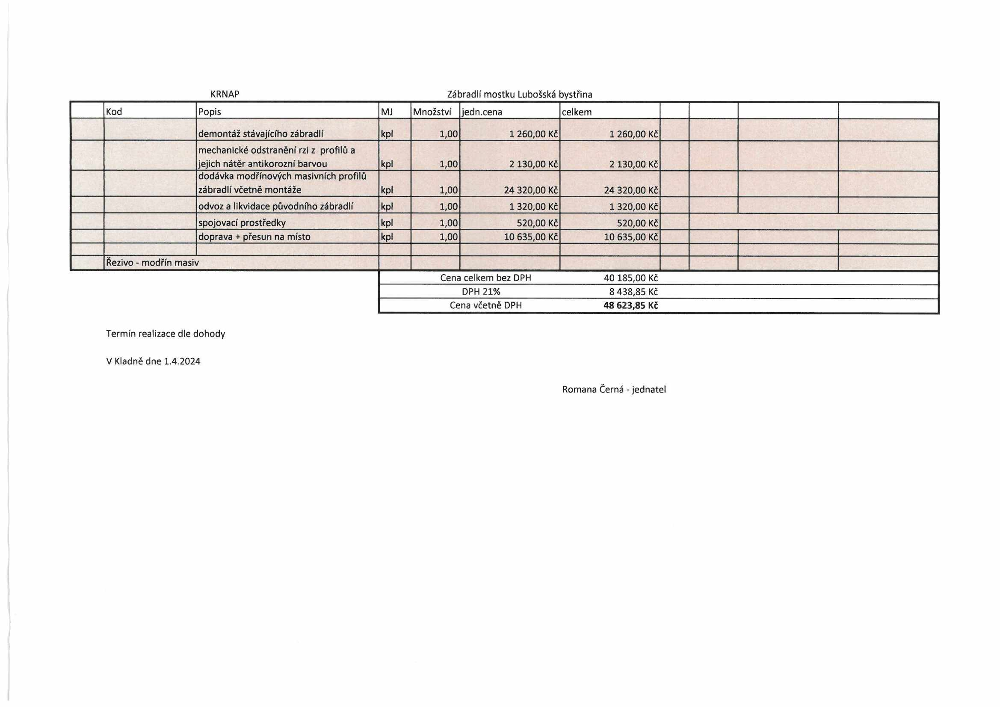 KRNAP Zábradlí mostku Lubošská bystřina
Kod Popis MJ Množství jedn.cena celkem
demontáž stávajícího zábradlí kpl 1,00 1 260,00 Kč 1 260,00 Kč
mechanické odstranění rzi z profilů a
jejich nátěr antikorozní barvou kpl 1,00 2 130,00 Kč 2 130,00 Kč
dodávka modřínových masivních profilů
zábradlí včetně montáže kpl 1,00 24 320,00 Kč 24 320,00 Kč
odvoz a likvidace původního zábradlí kpl 1,00 1 320,00 Kč 1 320,00 Kč
spojovací prostředky kpl 1,00 520,00 Kč 520,00 Kč
doprava + přesun na místo kpl 1,00 10 635,00 Kč 10 635,00 Kč
Řezivo - modřín masiv
Cena celkem bez DPH 40 185,00 Kč
DPH 21% 8 438,85 Kč
Cena včetně DPH 48 623,85 Kč
Termín realizace dle dohody
V Kladně dne 1.4.2024
Romana Černá - jednatel